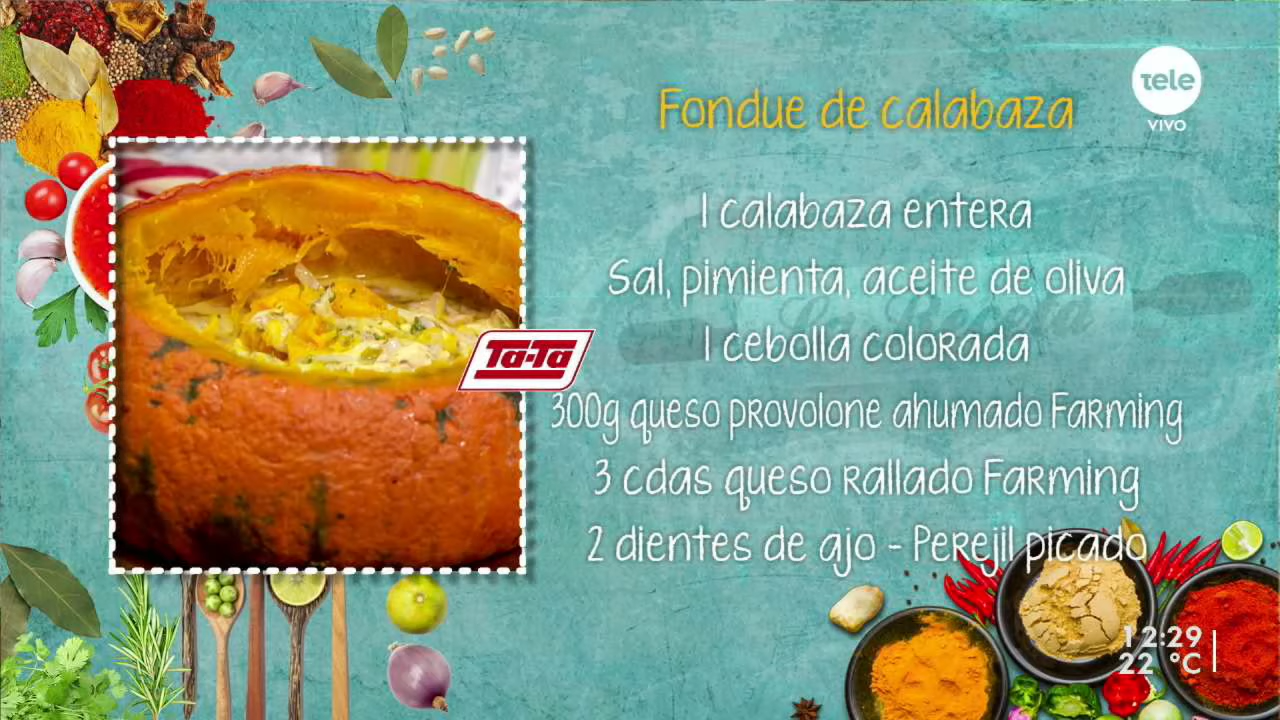 Fondue de calabaza
tele
VIVO
1 calabaza entera
Sal, pimienta, aceite de oliva
1 cebolla colorada
Ta-Ta
300g queso provolone ahumado Farming
3 cdas queso rallado Farming
2 dientes de ajo - Perejil picado
12:29
22 °C